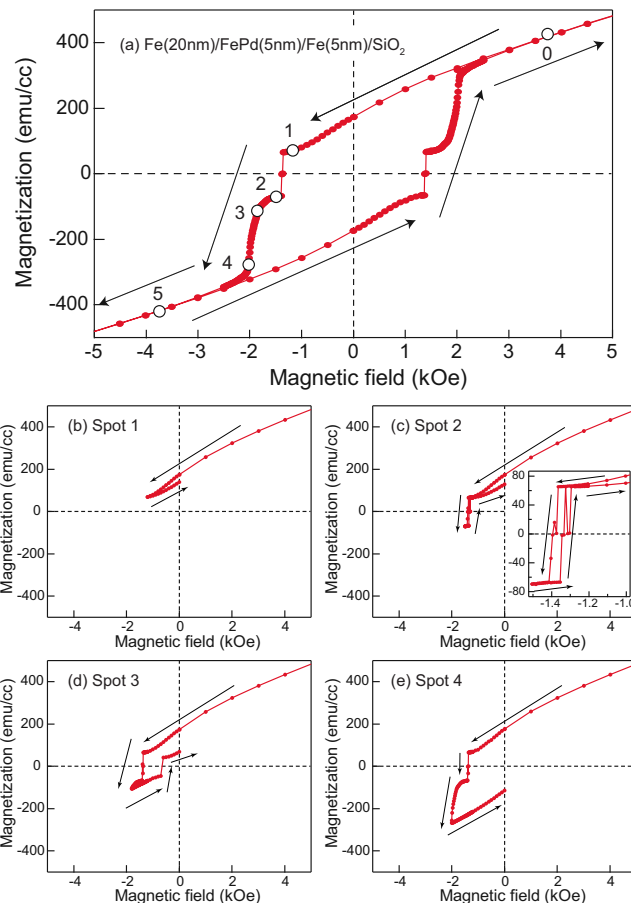 (a) Fe(20nm)/FePd(5nm)/Fe(5nm)/SiO₂
Magnetization (emu/cc)
400
200
0
-200
-400
0
1
2
3
4
5
-5 -4 -3 -2 -1 0 1 2 3 4 5
Magnetic field (kOe)
(b) Spot 1
Magnetization (emu/cc)
400
200
0
-200
-400
-4 -2 0 2 4
Magnetic field (kOe)
(c) Spot 2
Magnetization (emu/cc)
400
200
0
-200
-400
-4 -2 0 2 4
Magnetic field (kOe)
80
40
0
-40
-80
-1.4 -1.2 -1.0
(d) Spot 3
Magnetization (emu/cc)
400
200
0
-200
-400
-4 -2 0 2 4
Magnetic field (kOe)
(e) Spot 4
Magnetization (emu/cc)
400
200
0
-200
-400
-4 -2 0 2 4
Magnetic field (kOe)